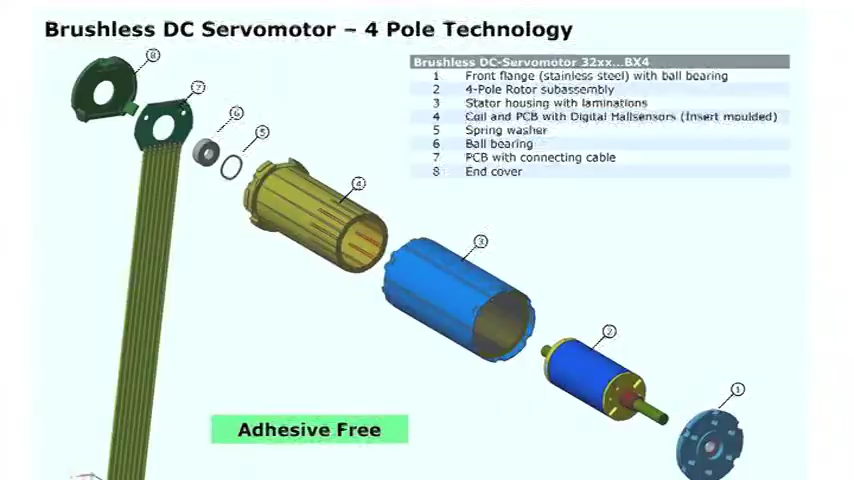 Brushless DC Servomotor – 4 Pole Technology
Brushless DC-Servomotor 32xx...BX4
1 Front flange (stainless steel) with ball bearing
2 4-Pole Rotor subassembly
3 Stator housing with laminations
4 Coil and PCB with Digital Hallsensors (Insert moulded)
5 Spring washer
6 Ball bearing
7 PCB with connecting cable
8 End cover
8
7
6
5
4
3
2
1
Adhesive Free